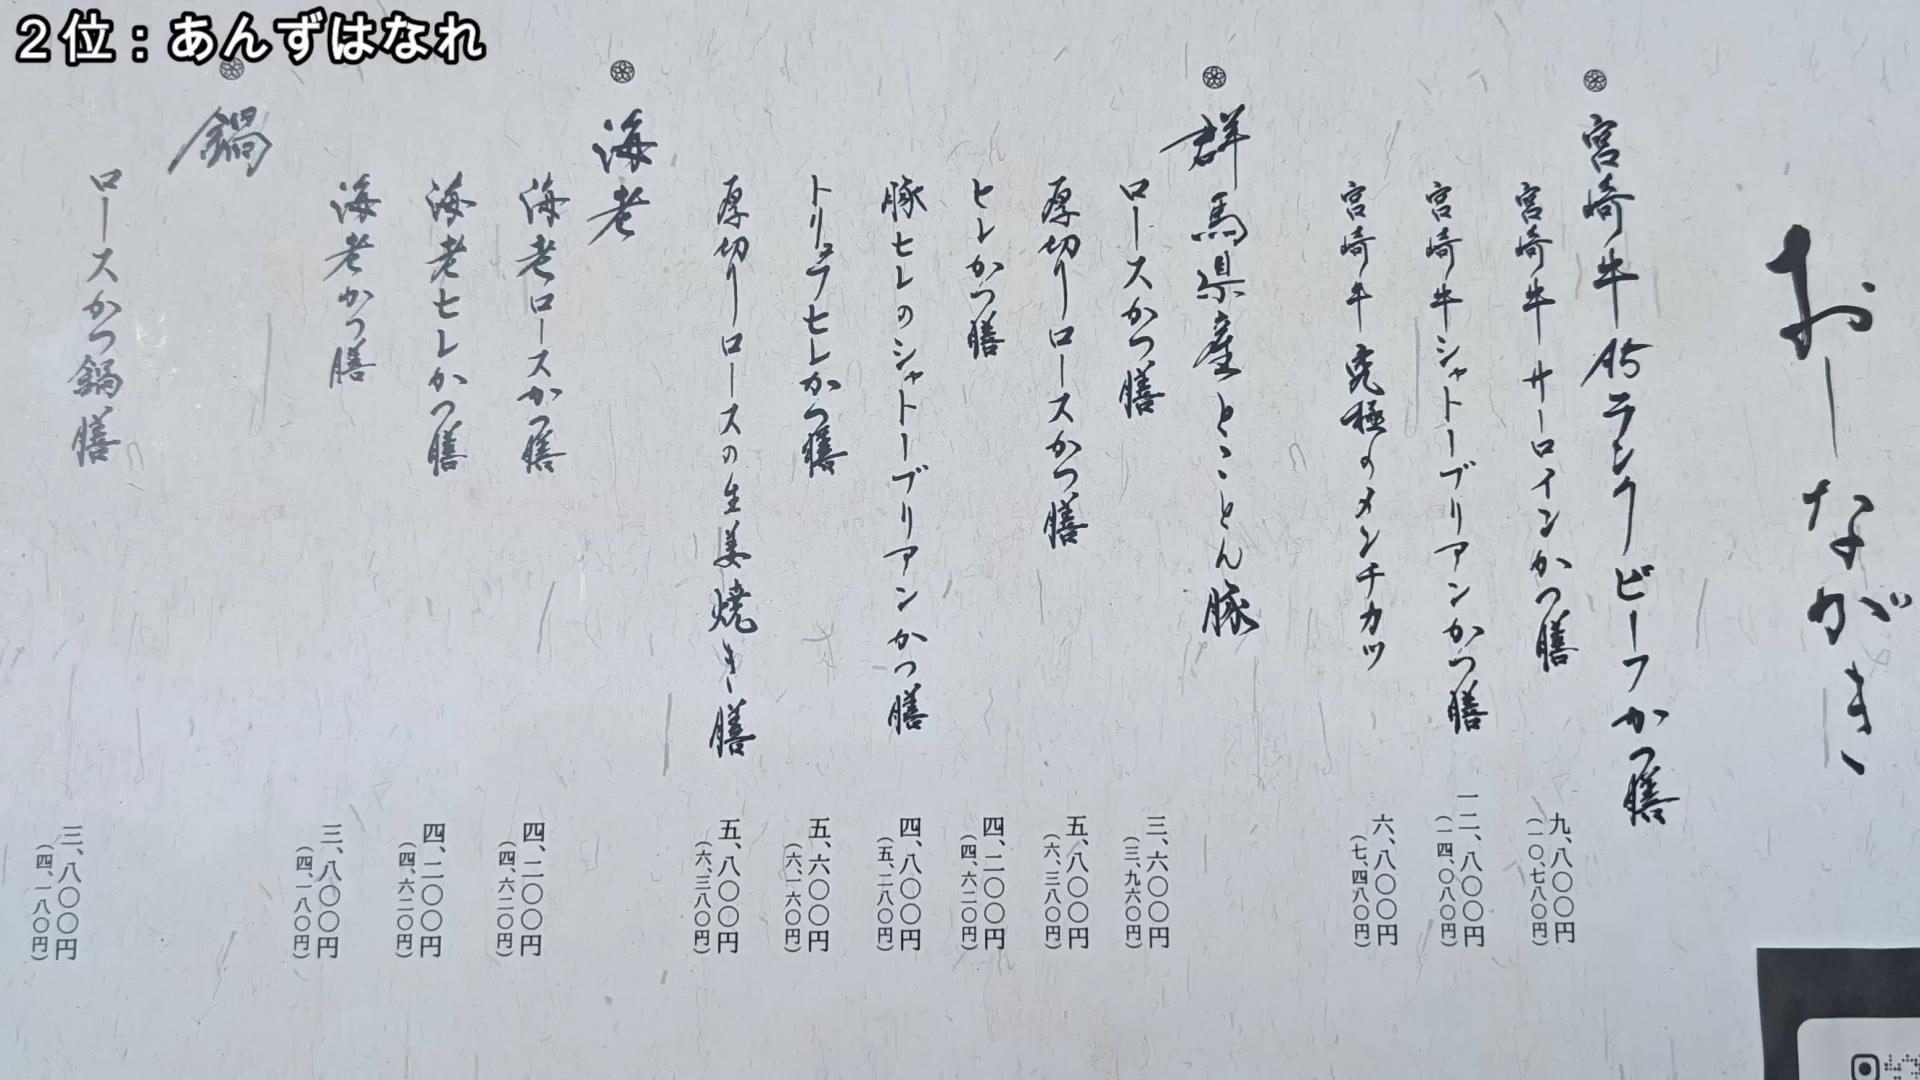 2位：あんずはなれ
おーながき
宮崎牛A5ランクビーフかつ膳
宮崎牛サーロインかつ膳
九、八〇〇円
（一〇、七八〇円）
宮崎牛シャトーブリアンかつ膳
一二、八〇〇円
（一四、〇八〇円）
宮崎牛究極のメンチカツ
六、八〇〇円
（七、四八〇円）
群馬県産とことん豚
ロースかつ膳
三、六〇〇円
（三、九六〇円）
厚切りロースかつ膳
五、八〇〇円
（六、三八〇円）
ヒレかつ膳
四、二〇〇円
（四、六二〇円）
豚ヒレのシャトーブリアンかつ膳
四、八〇〇円
（五、二八〇円）
トリュフヒレかつ膳
五、六〇〇円
（六、一六〇円）
厚切りロースの生姜焼き膳
五、八〇〇円
（六、三八〇円）
海老
海老ロースかつ膳
四、二〇〇円
（四、六二〇円）
海老ヒレかつ膳
四、二〇〇円
（四、六二〇円）
海老かつ膳
三、八〇〇円
（四、一八〇円）
鍋
ロースかつ鍋膳
三、八〇〇円
（四、一八〇円）